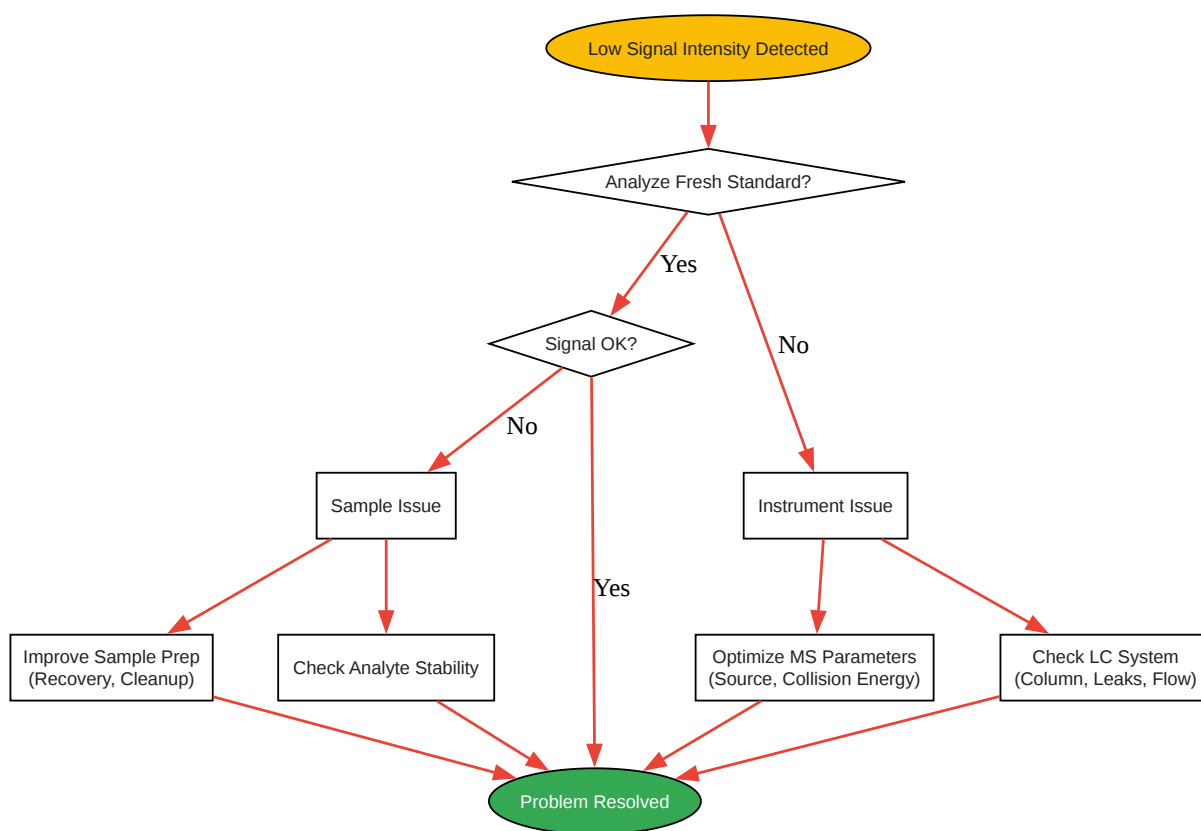 Low Signal Intensity Detected
Analyze Fresh Standard?
Yes
Signal OK?
No
No
Sample Issue
Instrument Issue
Yes
Improve Sample Prep
(Recovery, Cleanup)
Check Analyte Stability
Optimize MS Parameters
(Source, Collision Energy)
Check LC System
(Column, Leaks, Flow)
Problem Resolved